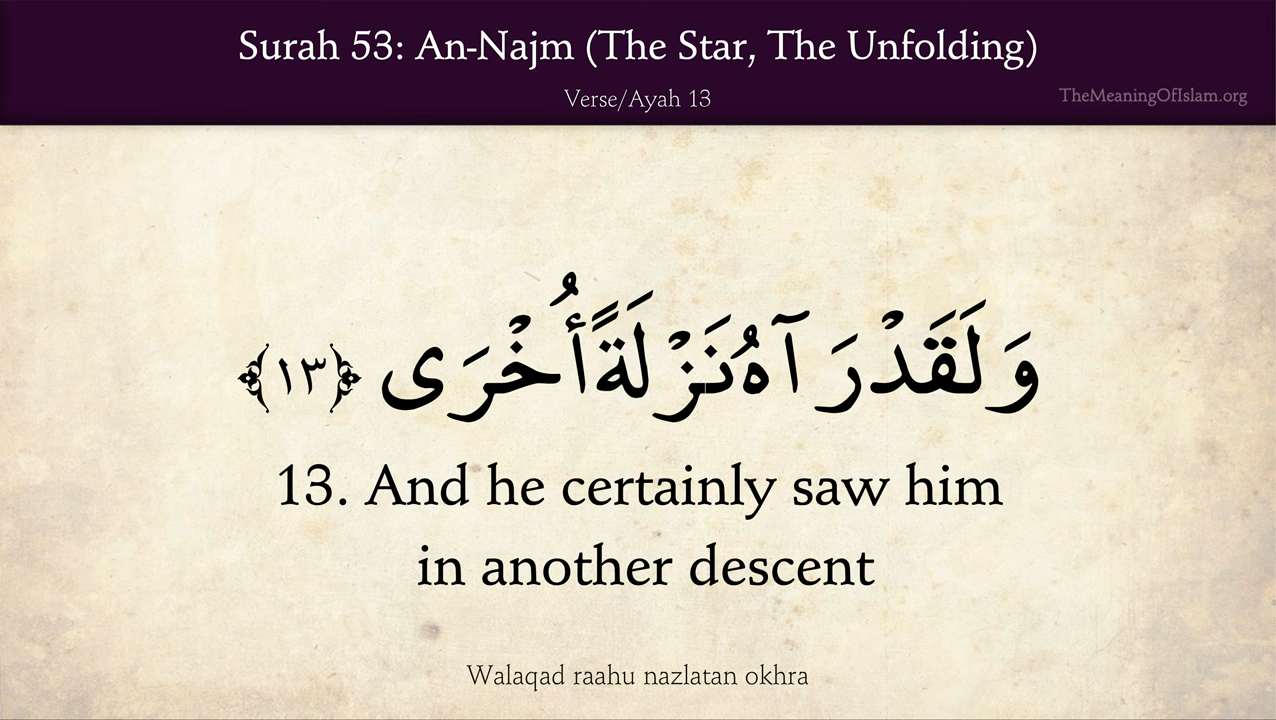 Surah 53: An-Najm (The Star, The Unfolding)
Verse/Ayah 13
TheMeaningOfIslam.org
وَلَقَدْرَ آهُنَزْلَةًأُخْرَى ﴿١٣﴾
13. And he certainly saw him
in another descent
Walaqad raahu nazlatan okhra